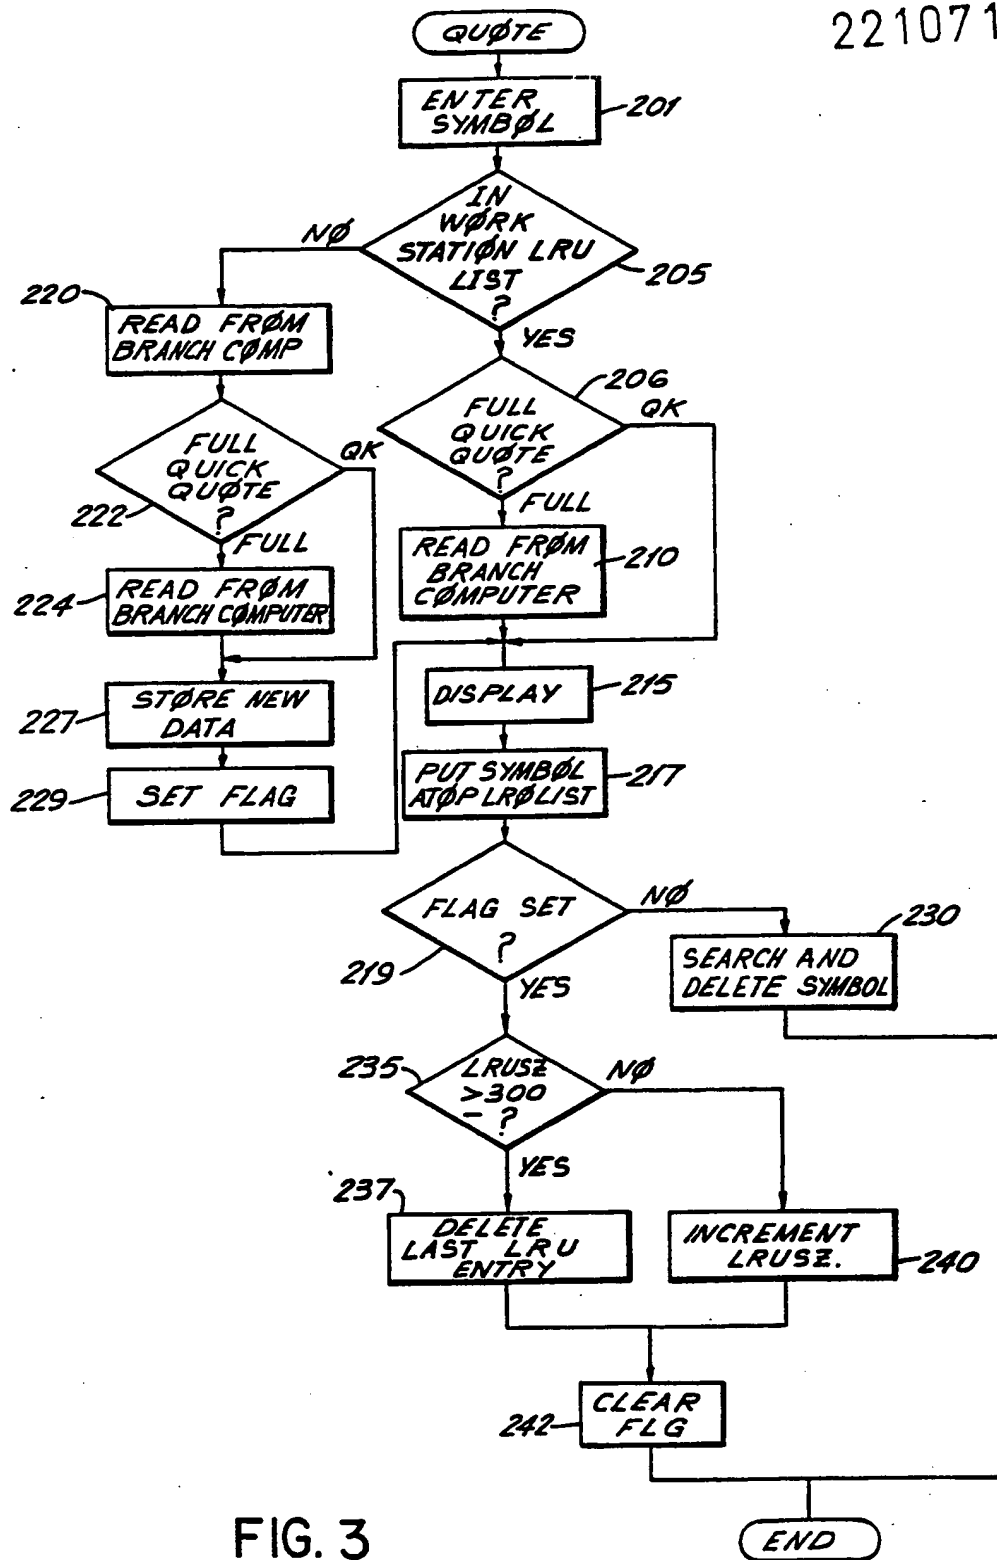 221071
QUØTE
ENTER
SYMBØL
201
IN
WØRK
STATIØN LRU
LIST
?
205
NØ
YES
220
READ FRØM
BRANCH CØMP
206
FULL
QUICK
QUØTE
?
QK
FULL
FULL
QUICK
QUØTE
?
222
QK
FULL
READ FRØM
BRANCH
CØMPUTER
210
224
READ FRØM
BRANCH CØMPUTER
DISPLAY
215
227
STØRE NEW
DATA
PUT SYMBØL
ATØP LRØ LIST
217
229
SET FLAG
FLAG SET
?
219
NØ
YES
230
SEARCH AND
DELETE SYMBØL
235
LRUSZ
>300
- ?
NØ
YES
237
DELETE
LAST LRU
ENTRY
INCREMENT
LRUSZ.
240
242
CLEAR
FLG
FIG. 3
END